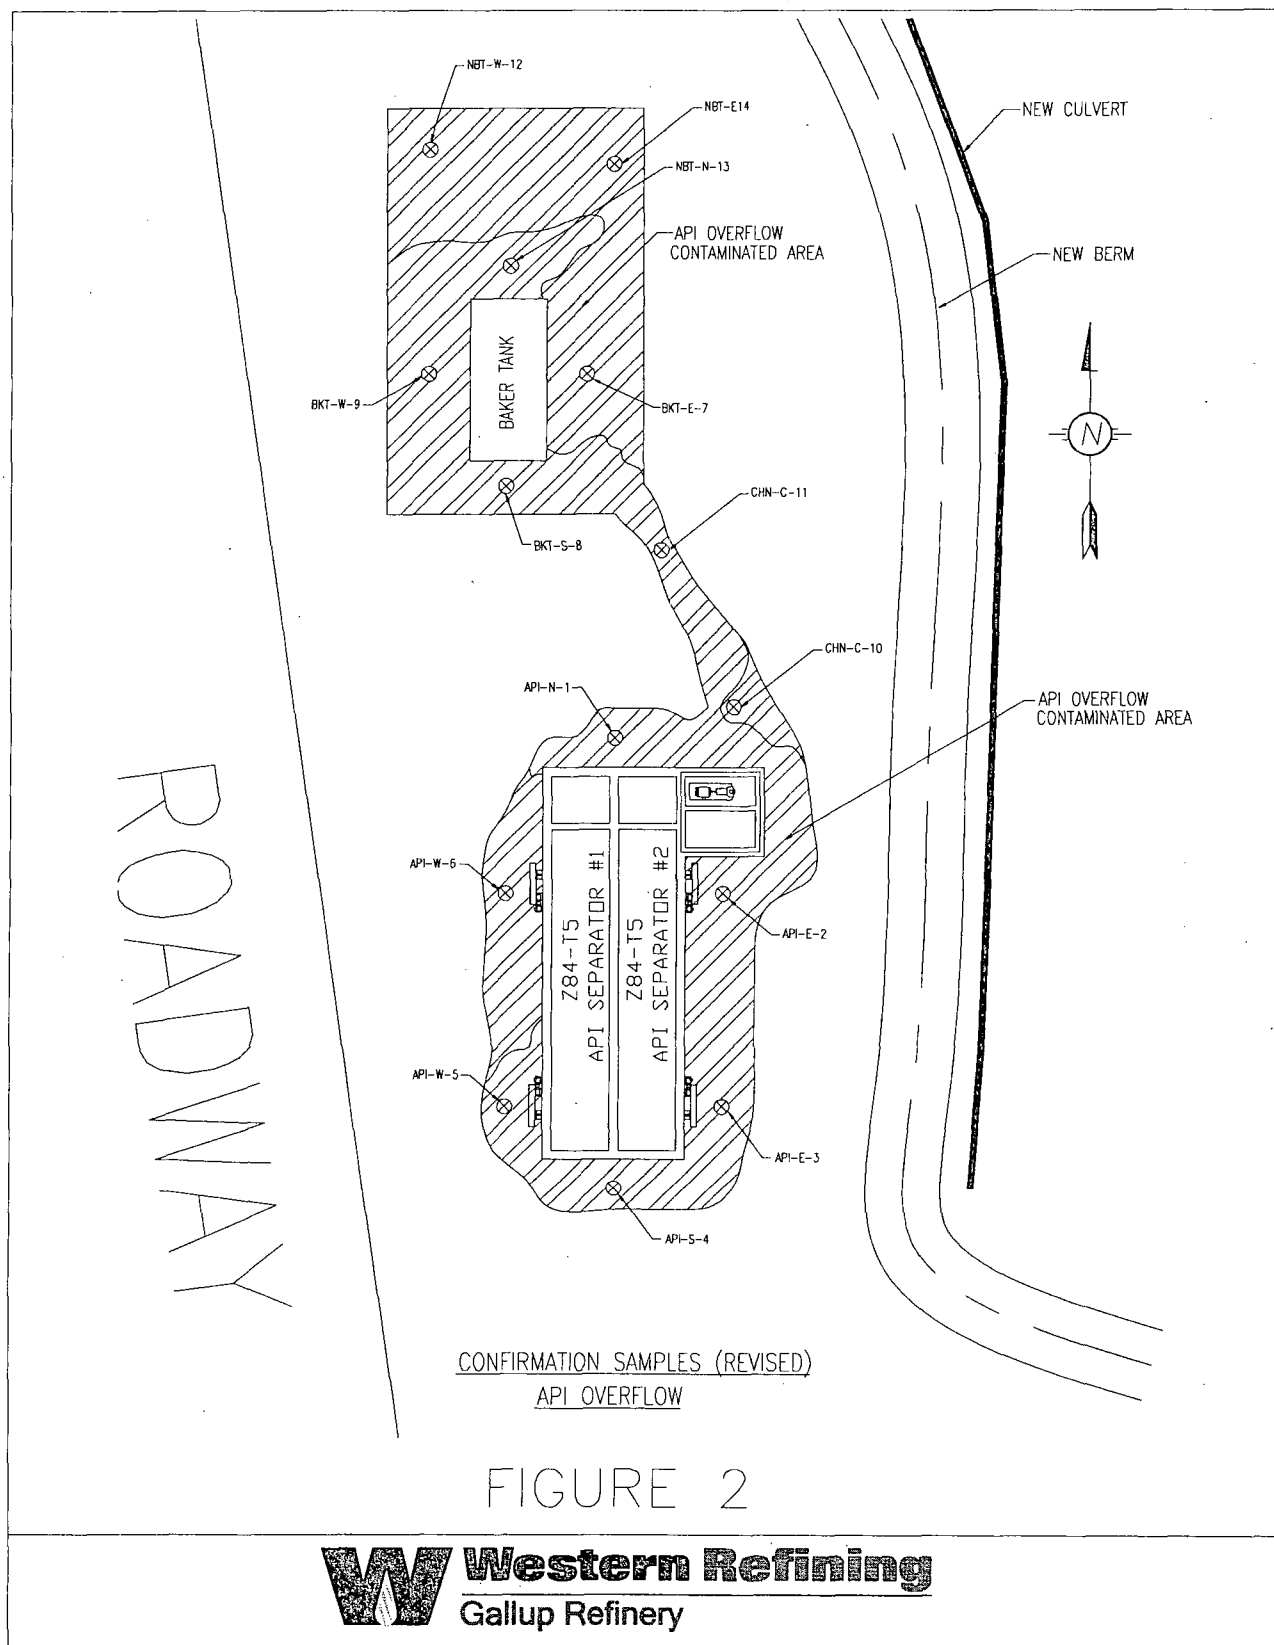 NBT-W-12
NBT-E14
NEW CULVERT
NBT-N-13
API OVERFLOW
CONTAMINATED AREA
NEW BERM
BAKER TANK
BKT-W-9
BKT-E-7
N
CHN-C-11
BKT-S-8
CHN-C-10
API-N-1
API OVERFLOW
CONTAMINATED AREA
ROADWAY
API-W-6
Z84-T5
API SEPARATOR #1
Z84-T5
API SEPARATOR #2
API-E-2
API-W-5
API-E-3
API-S-4
CONFIRMATION SAMPLES (REVISED)
API OVERFLOW
FIGURE 2
W Western Refining
Gallup Refinery